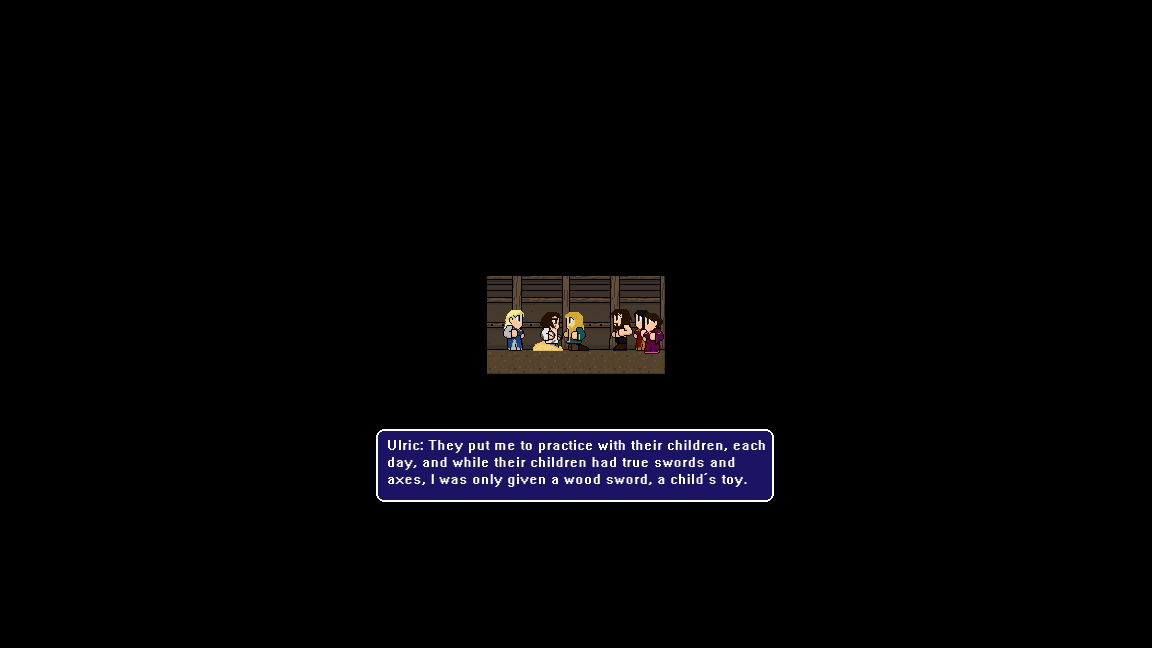 Ulric: They put me to practice with their children, each
day, and while their children had true swords and
axes, I was only given a wood sword, a child´s toy.